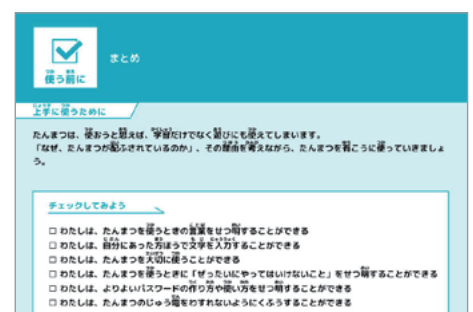 まとめ
使う前に
上手に使うために
たんまつは、使おうと思えば、学習だけでなく遊びにも使えてしまいます。
「なぜ、たんまつが配ふされているのか」、その理由を考えながら、たんまつを有こうに使っていきましょ
う。
チェックしてみよう
□ わたしは、たんまつを使うときの言葉をせつ明することができる
□ わたしは、自分にあった方ほうで文字を入力することができる
□ わたしは、たんまつを大切に使うことができる
□ わたしは、たんまつを使うときに「ぜったいにやってはいけないこと」をせつ明することができる
□ わたしは、よりよいパスワードの作り方や使い方をせつ明することができる
□ わたしは、たんまつのじゅう電をわすれないようにくふうすることができる